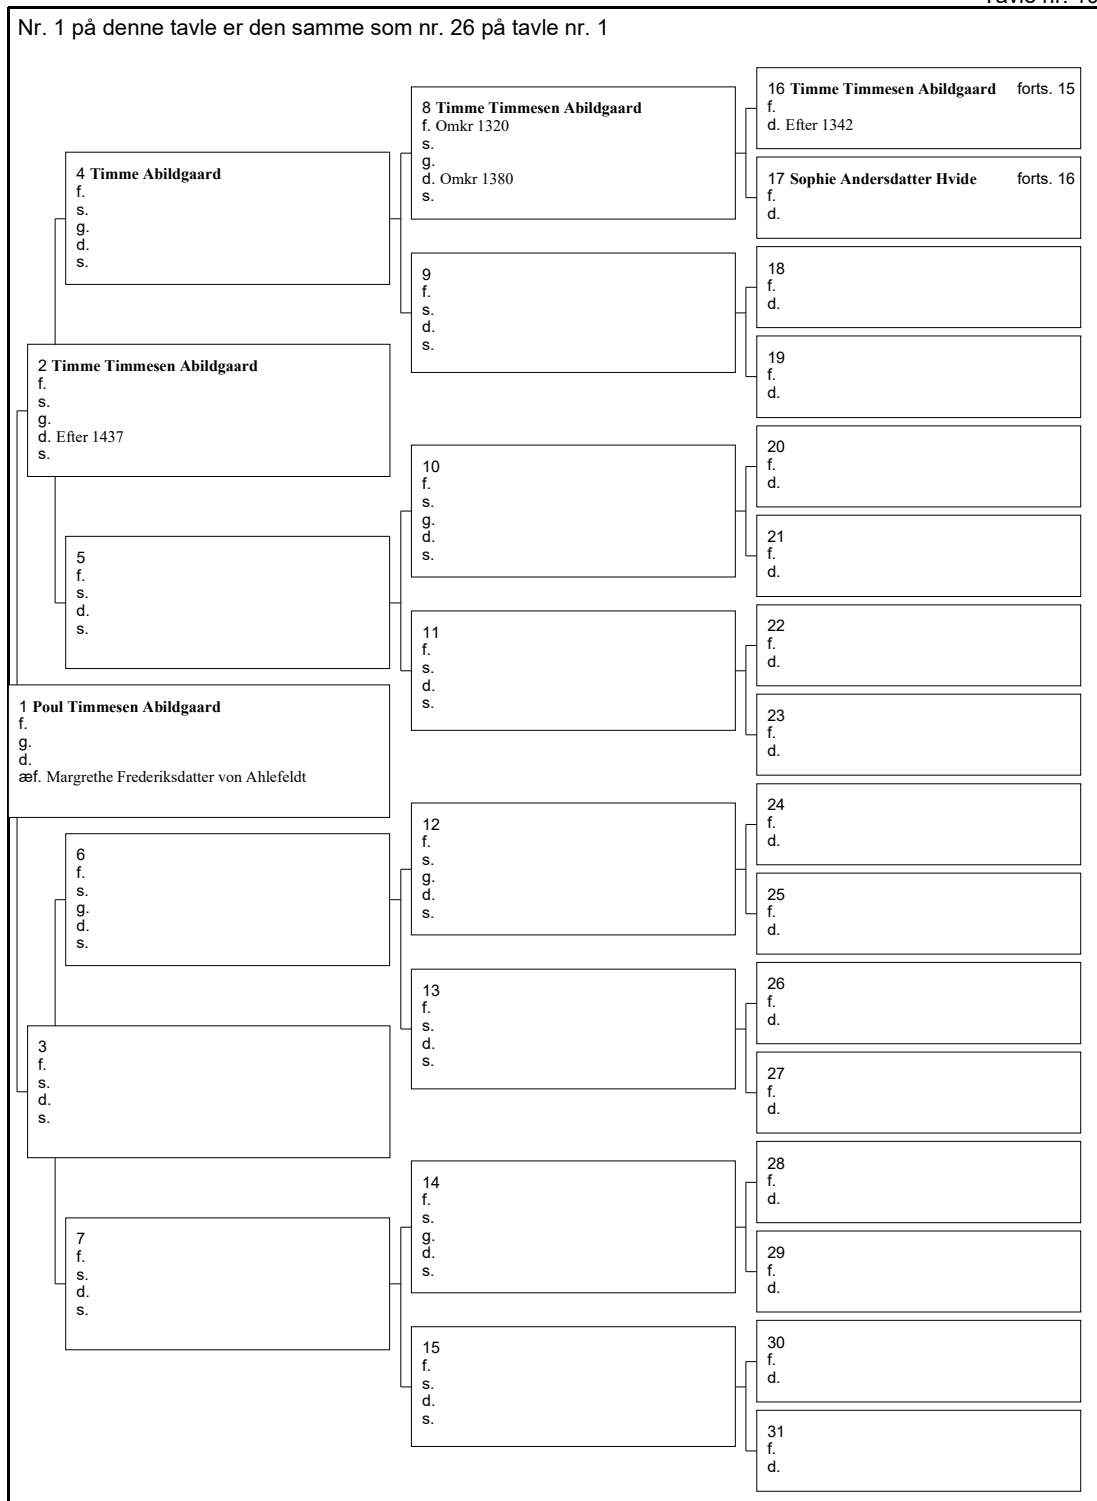 Nr. 1 på denne tavle er den samme som nr. 26 på tavle nr. 1
16 Timme Timmesen Abildgaard forts. 15
f.
d. Efter 1342
8 Timme Timmesen Abildgaard
f. Omkr 1320
s.
g.
d. Omkr 1380
s.
4 Timme Abildgaard
f.
s.
g.
d.
s.
17 Sophie Andersdatter Hvide forts. 16
f.
d.
9
f.
s.
d.
s.
18
f.
d.
19
f.
d.
2 Timme Timmesen Abildgaard
f.
s.
g.
d. Efter 1437
s.
10
f.
s.
g.
d.
s.
20
f.
d.
21
f.
d.
5
f.
s.
d.
s.
11
f.
s.
d.
s.
22
f.
d.
23
f.
d.
1 Poul Timmesen Abildgaard
f.
g.
d.
æf. Margrethe Frederiksdatter von Ahlefeldt
12
f.
s.
g.
d.
s.
24
f.
d.
25
f.
d.
6
f.
s.
g.
d.
s.
13
f.
s.
d.
s.
26
f.
d.
27
f.
d.
3
f.
s.
d.
s.
14
f.
s.
g.
d.
s.
28
f.
d.
29
f.
d.
7
f.
s.
d.
s.
15
f.
s.
d.
s.
30
f.
d.
31
f.
d.